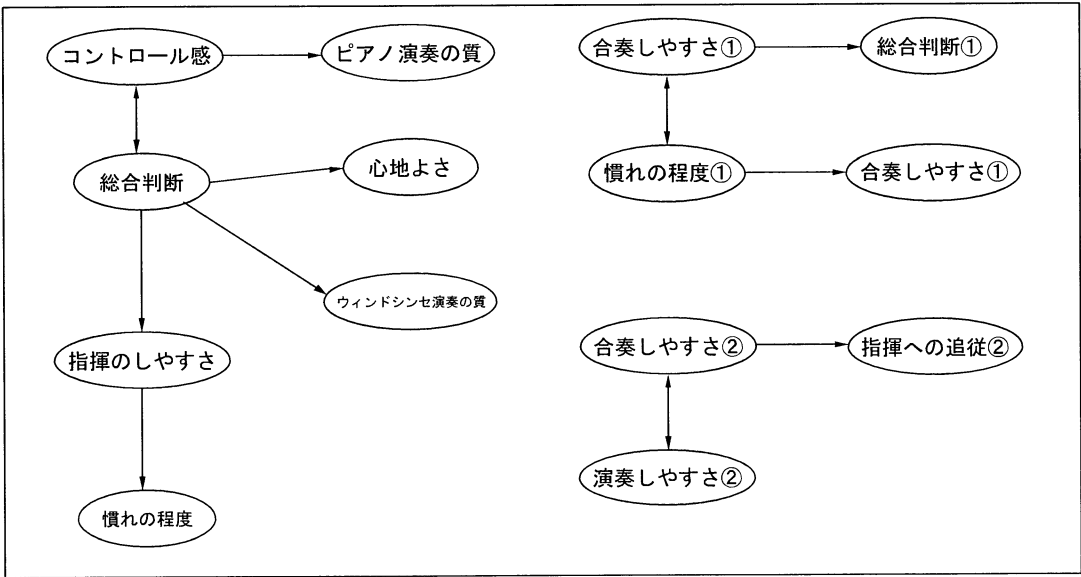 コントロール感
ピアノ演奏の質
総合判断
心地よさ
ウィンドシンセ演奏の質
指揮のしやすさ
慣れの程度
合奏しやすさ①
総合判断①
慣れの程度①
合奏しやすさ①
合奏しやすさ②
指揮への追従②
演奏しやすさ②